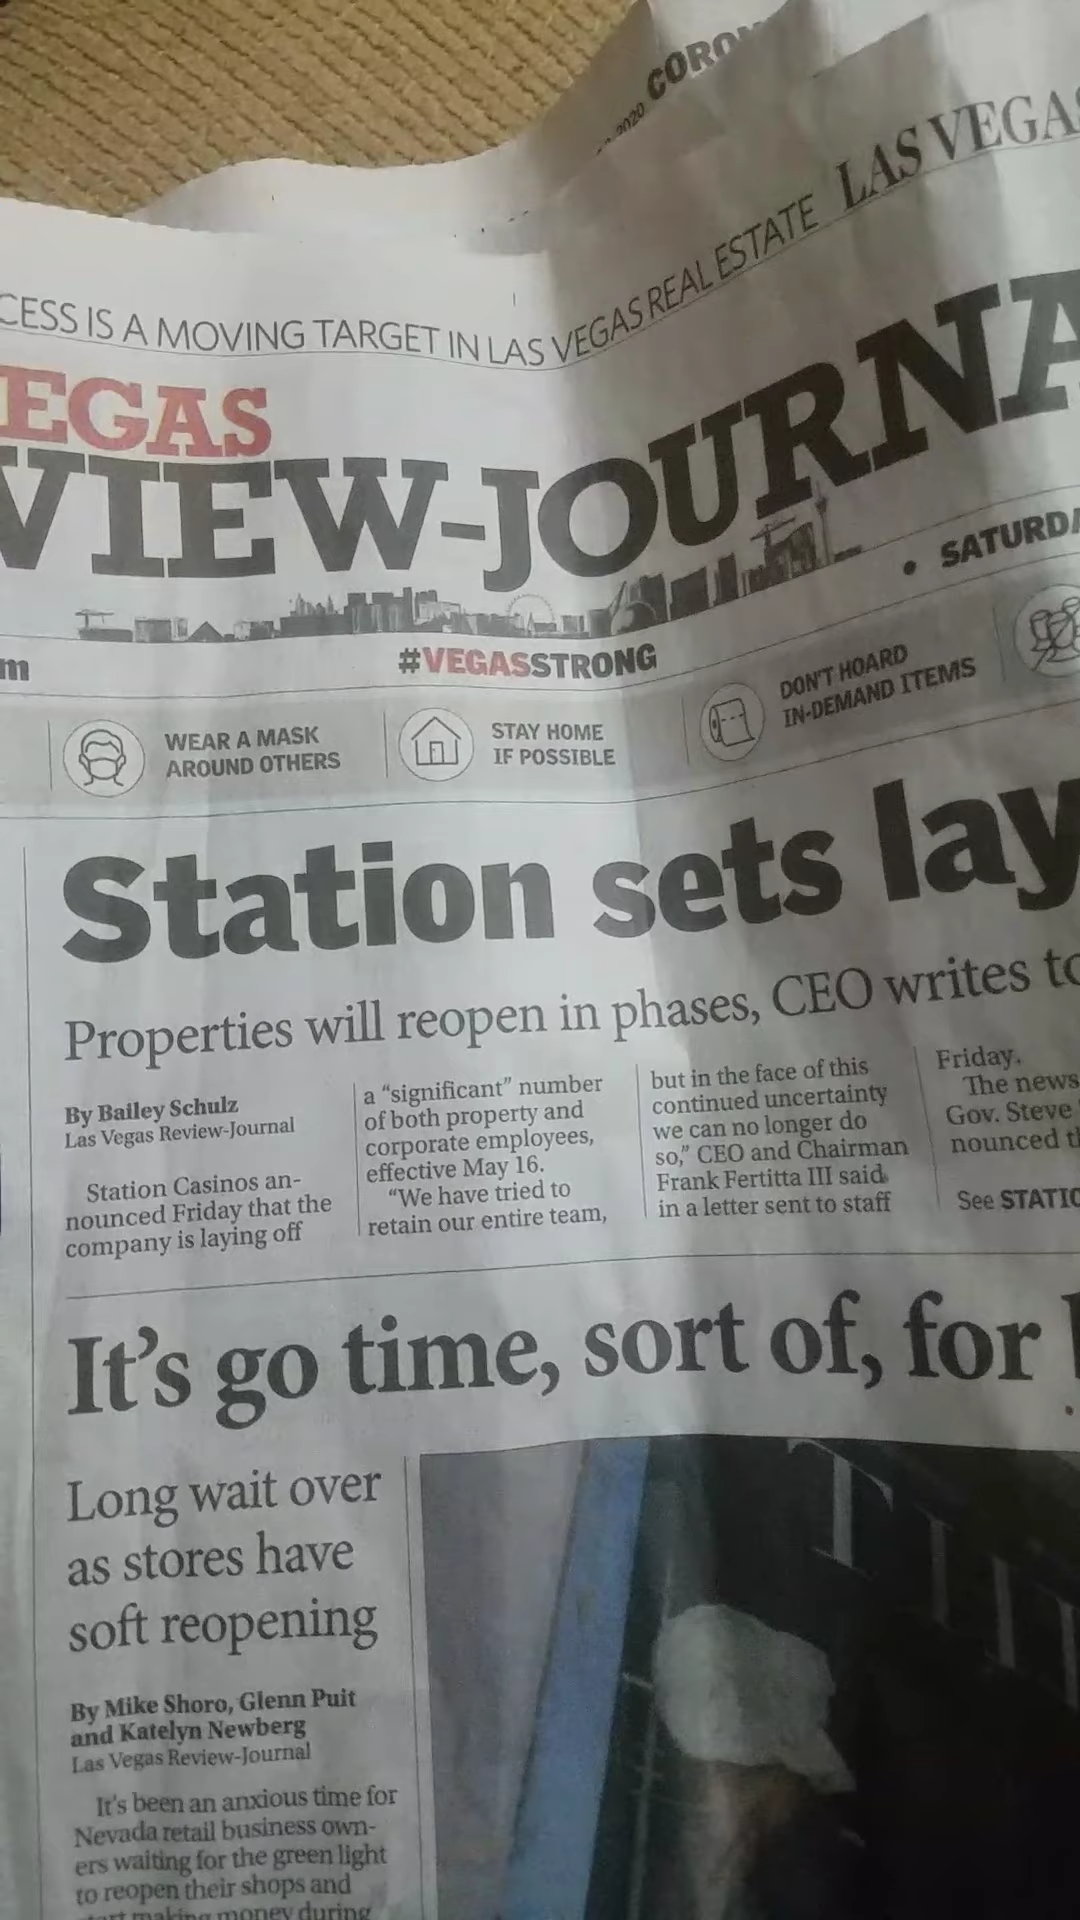 2020 CORO
LAS VEGAS
CESS IS A MOVING TARGET IN LAS VEGAS REAL ESTATE
EGAS
VIEW-JOURNA
• SATURDA
m
#VEGASSTRONG
WEAR A MASK
AROUND OTHERS
STAY HOME
IF POSSIBLE
DON'T HOARD
IN-DEMAND ITEMS
Station sets lay
Properties will reopen in phases, CEO writes to
By Bailey Schulz
Las Vegas Review-Journal
Station Casinos an-
nounced Friday that the
company is laying off
a “significant” number
of both property and
corporate employees,
effective May 16.
“We have tried to
retain our entire team,
but in the face of this
continued uncertainty
we can no longer do
so,” CEO and Chairman
Frank Fertitta III said
in a letter sent to staff
Friday.
The news
Gov. Steve
nounced th
See STATIO
It’s go time, sort of, for
Long wait over
as stores have
soft reopening
By Mike Shoro, Glenn Puit
and Katelyn Newberg
Las Vegas Review-Journal
It’s been an anxious time for
Nevada retail business own-
ers waiting for the green light
to reopen their shops and
start making money during